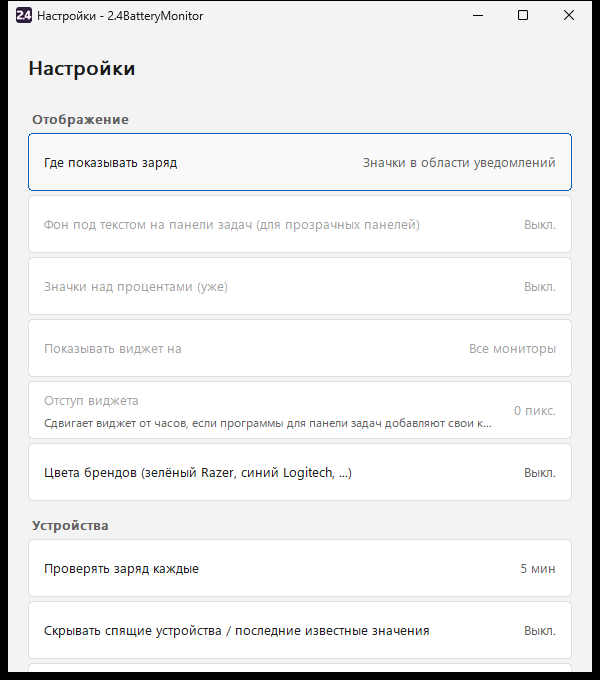 2.4 Настройки - 2.4BatteryMonitor
Настройки
Отображение
Где показывать заряд Значки в области уведомлений
Фон под текстом на панели задач (для прозрачных панелей) Выкл.
Значки над процентами (уже) Выкл.
Показывать виджет на Все мониторы
Отступ виджета 0 пикс.
Сдвигает виджет от часов, если программы для панели задач добавляют свои к...
Цвета брендов (зелёный Razer, синий Logitech, ...) Выкл.
Устройства
Проверять заряд каждые 5 мин
Скрывать спящие устройства / последние известные значения Выкл.